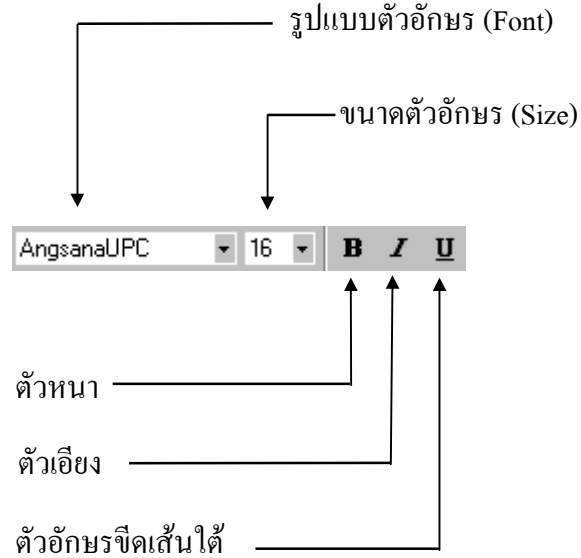 รูปแบบตัวอักษร (Font)
ขนาดตัวอักษร (Size)
AngsanaUPC 16 B I U
ตัวหนา
ตัวเอียง
ตัวอักษรขีดเส้นใต้